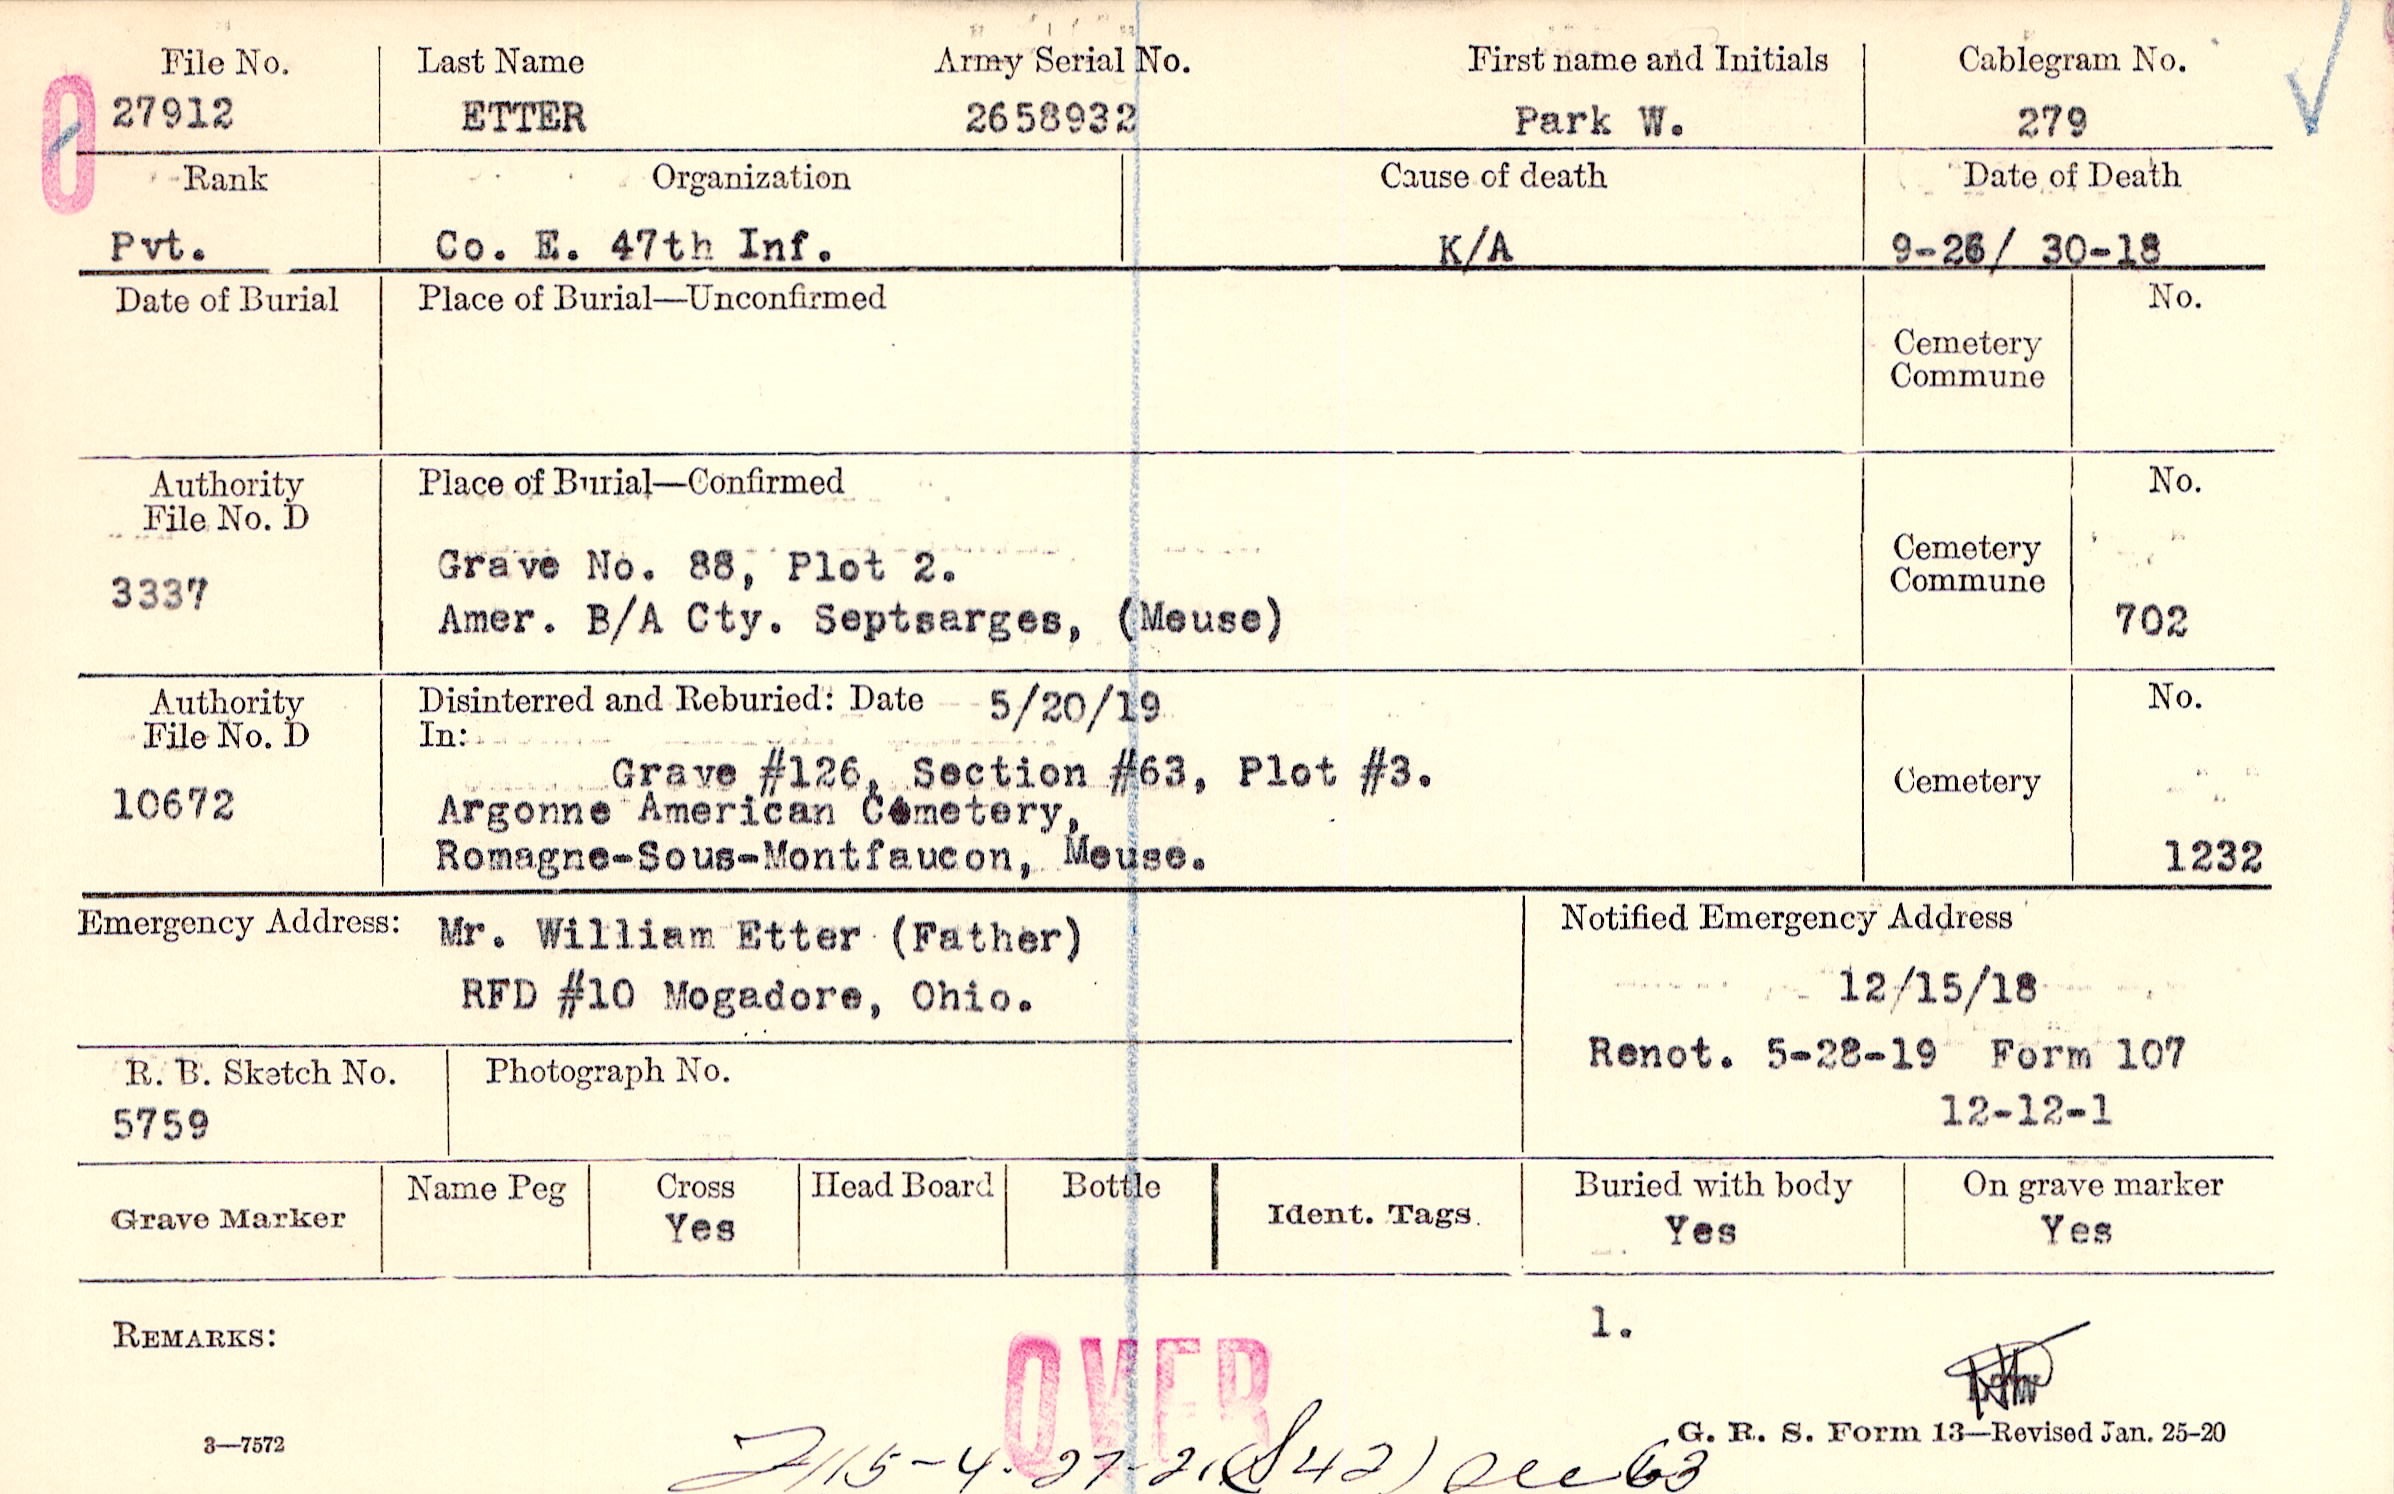 File No. Last Name Army Serial No. First name and Initials Cablegram No.
27912 ETTER 2658932 Park W. 279
Rank Organization Cause of death Date of Death
Pvt. Co. E. 47th Inf. K/A 9-26/ 30-18
Date of Burial Place of Burial—Unconfirmed No.
Cemetery
Commune
Authority Place of Burial—Confirmed No.
File No. D
Cemetery
Commune
Grave No. 88, Plot 2.
3337
Amer. B/A Cty. Septsarges, (Meuse) 702
Authority Disinterred and Reburied: Date 5/20/19 No.
File No. D In:
Grave #126, Section #63, Plot #3.
Cemetery
10672 Argonne American Cemetery,
Romagne-Sous-Montfaucon, Meuse. 1232
Emergency Address: Mr. William Etter (Father) Notified Emergency Address
RFD #10 Mogadore, Ohio. 12/15/18
Renot. 5-28-19 Form 107
R. B. Sketch No. Photograph No.
5759 12-12-1
Name Peg Cross Head Board Bottle Buried with body On grave marker
Grave Marker Yes Ident. Tags. Yes Yes
1.
REMARKS:
OVER
G. R. S. Form 13—Revised Jan. 25-20
3—7572